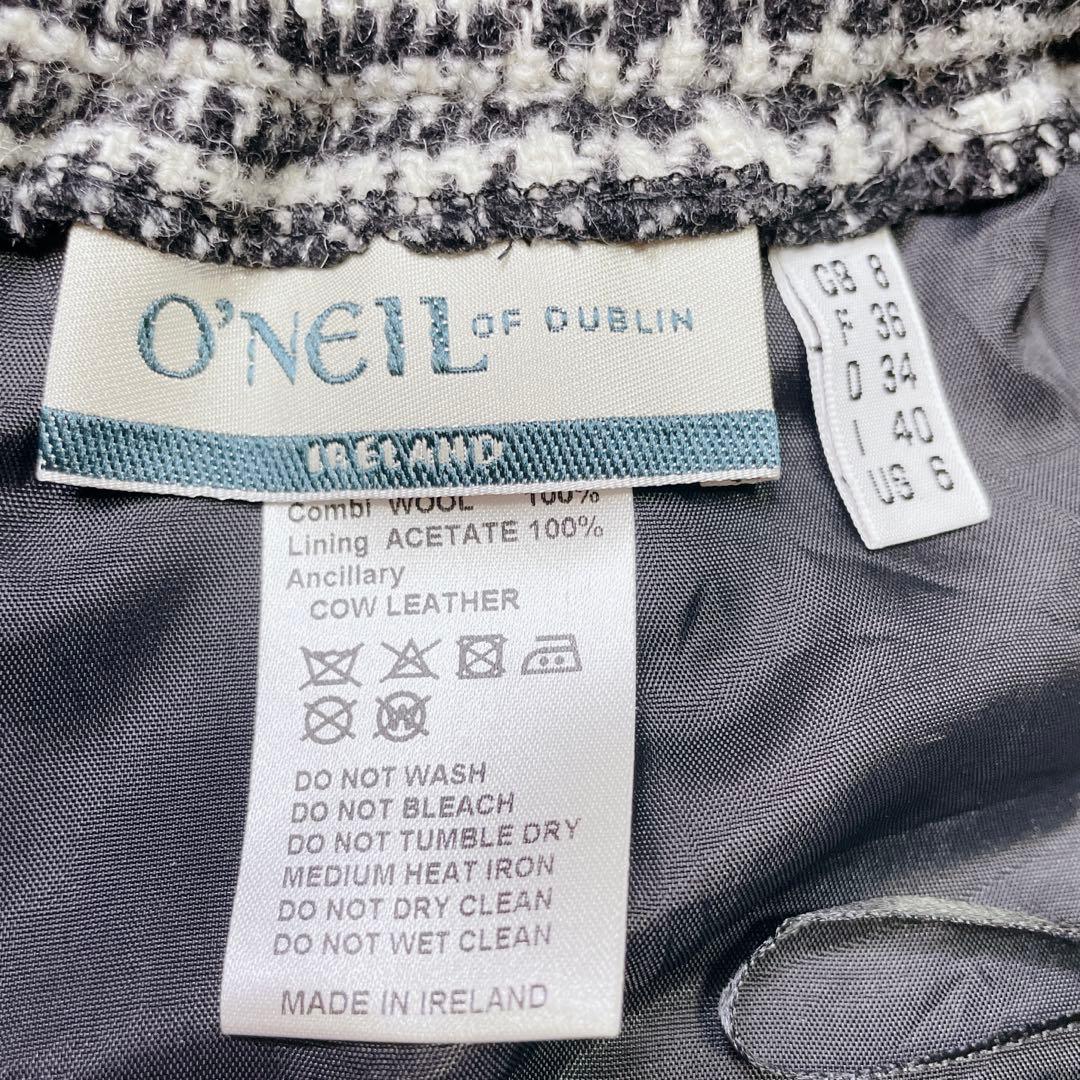 O'NEIL OF DUBLIN
IRELAND
GB 8
F 36
D 34
I 40
US 6
Combi WOOL 100%
Lining ACETATE 100%
Ancillary
COW LEATHER
W
DO NOT WASH
DO NOT BLEACH
DO NOT TUMBLE DRY
MEDIUM HEAT IRON
DO NOT DRY CLEAN
DO NOT WET CLEAN
MADE IN IRELAND